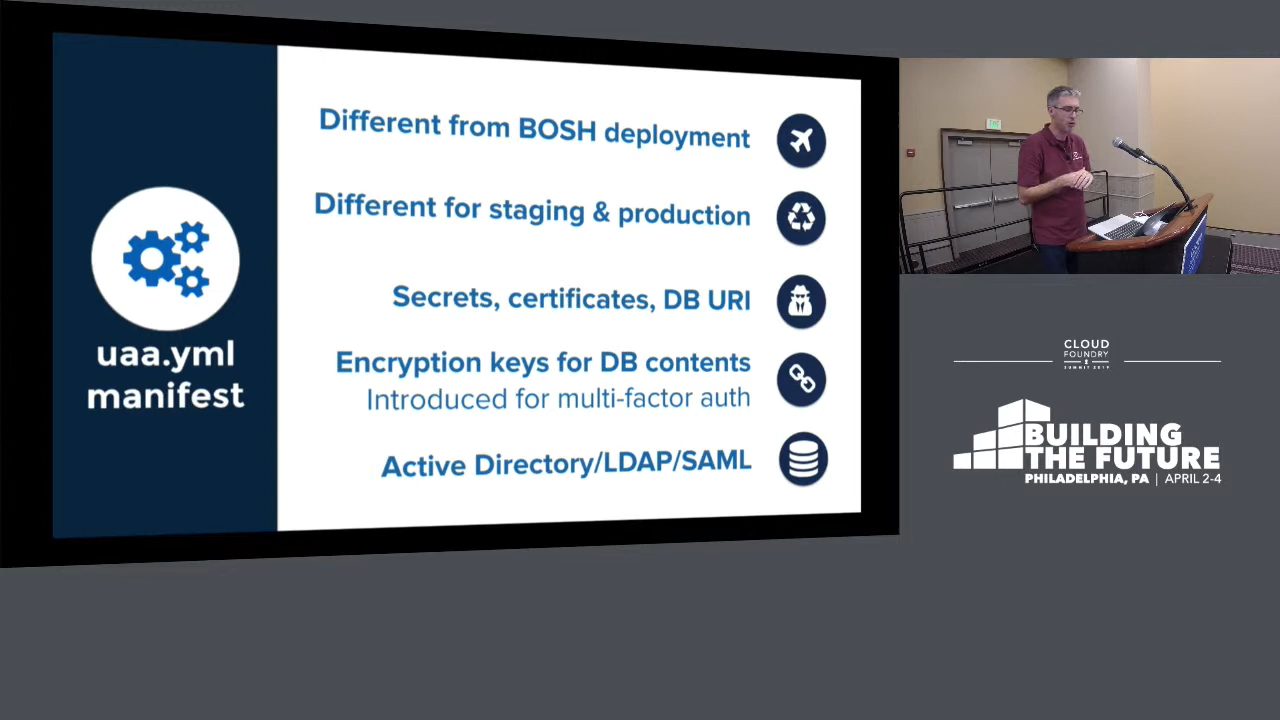 uaa.yml
manifest
Different from BOSH deployment
Different for staging & production
Secrets, certificates, DB URI
Encryption keys for DB contents
Introduced for multi-factor auth
Active Directory/LDAP/SAML
CLOUD
FOUNDRY
SUMMIT 2019
BUILDING
THE FUTURE
PHILADELPHIA, PA | APRIL 2-4